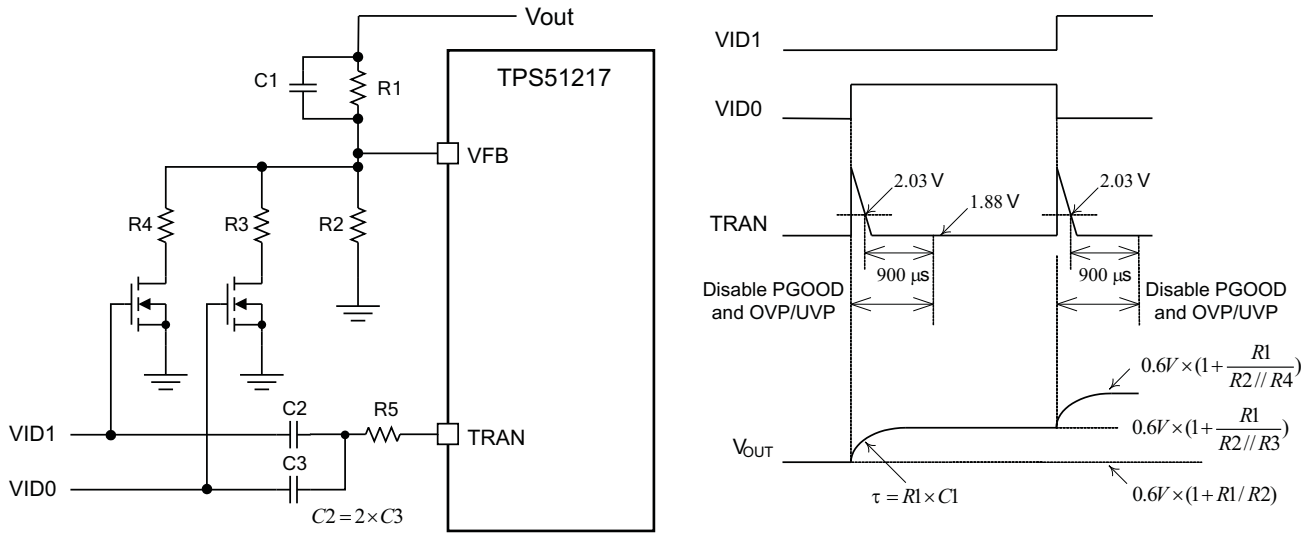 Vout
TPS51217
C1
R1
VFB
R4
R3
R2
C2
R5
VID1
TRAN
C3
VID0
C2 = 2 × C3
VID1
VID0
2.03 V
2.03 V
1.88 V
TRAN
900 μs
900 μs
Disable PGOOD
and OVP/UVP
Disable PGOOD
and OVP/UVP
0.6V × (1 + R1 / R2 // R4)
0.6V × (1 + R1 / R2 // R3)
VOUT
τ = R1 × C1
0.6V × (1 + R1 / R2)